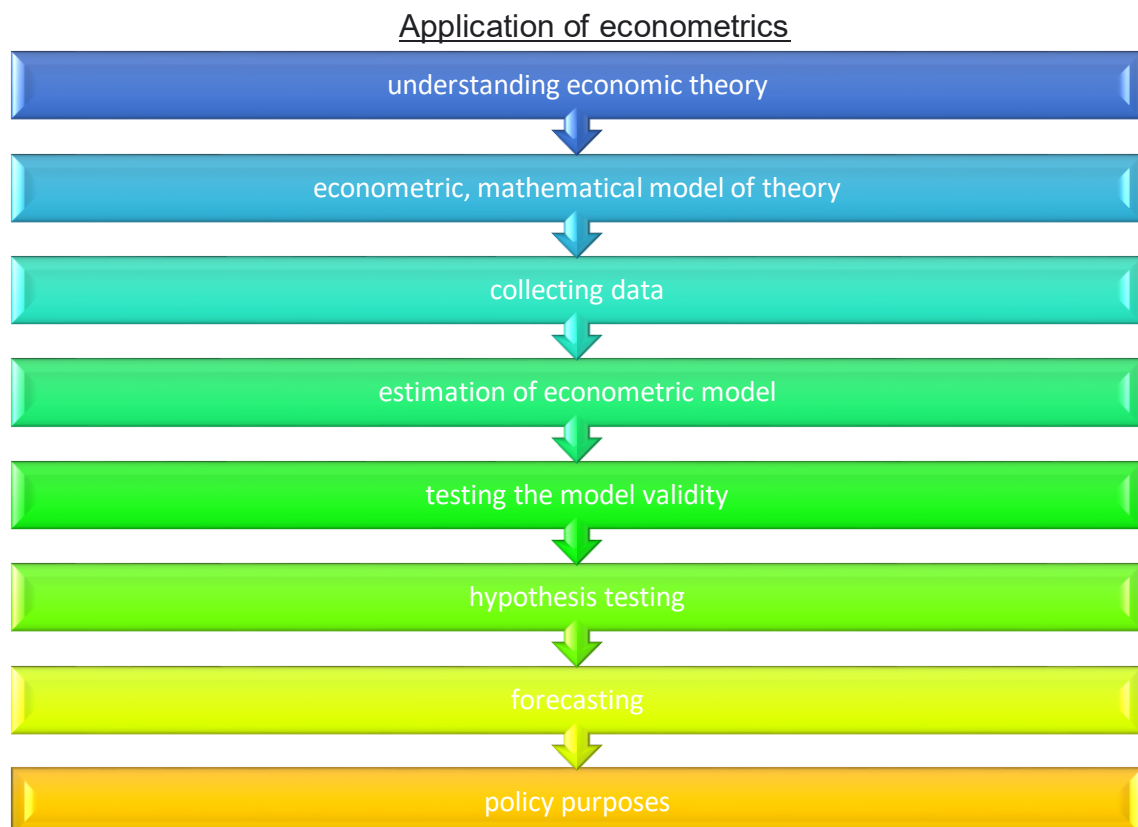 Application of econometrics
understanding economic theory
econometric, mathematical model of theory
collecting data
estimation of econometric model
testing the model validity
hypothesis testing
forecasting
policy purposes